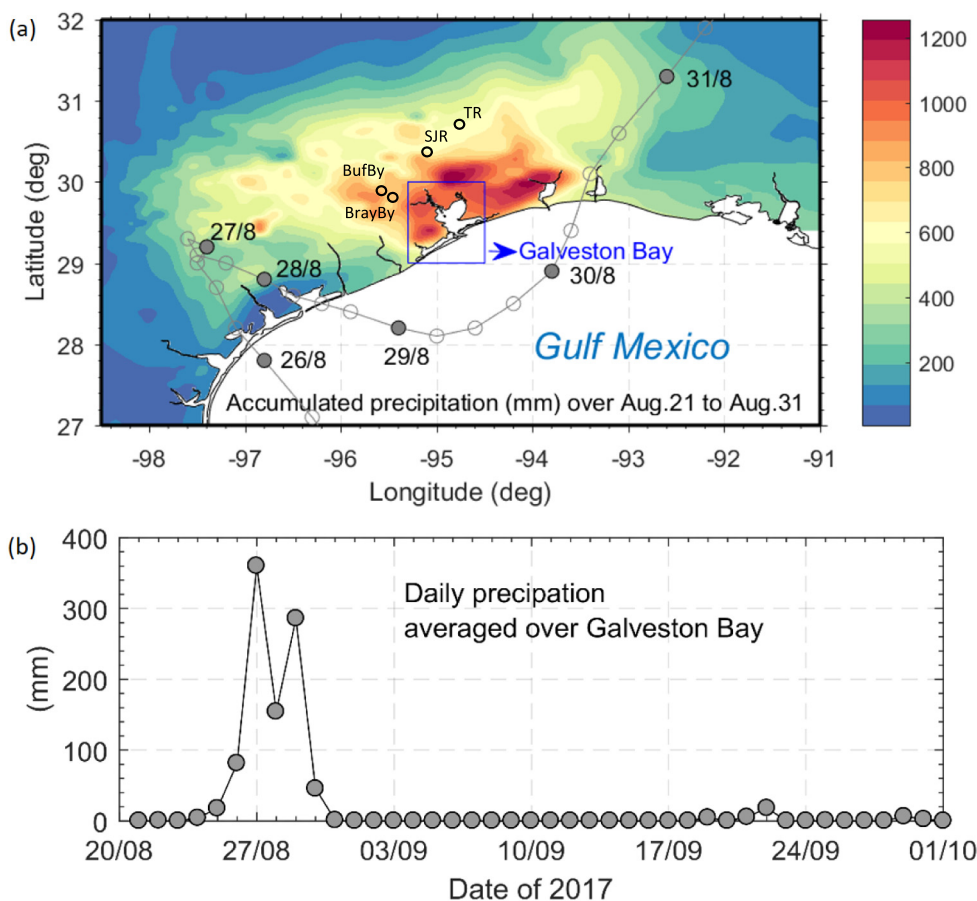 (a)
32
31
30
29
28
27
Latitude (deg)
-98
-97
-96
-95
-94
-93
-92
-91
Longitude (deg)
TR
SJR
BufBy
BrayBy
31/8
27/8
28/8
Galveston Bay
30/8
29/8
26/8
Gulf Mexico
Accumulated precipitation (mm) over Aug.21 to Aug.31
1200
1000
800
600
400
200
(b)
400
300
200
100
0
(mm)
Daily precipation
averaged over Galveston Bay
20/08
27/08
03/09
10/09
17/09
24/09
01/10
Date of 2017